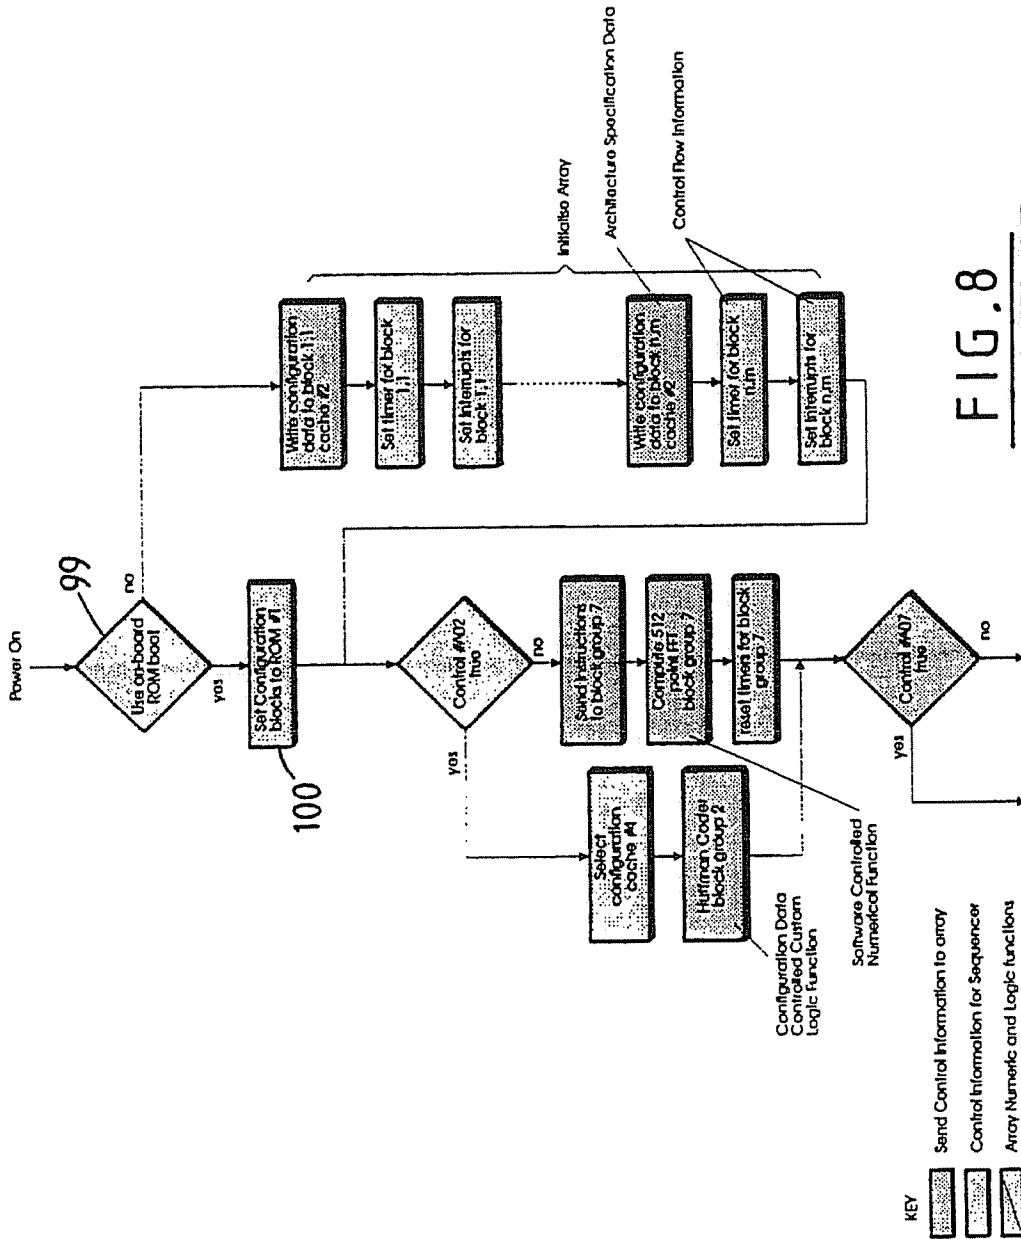 Power On
Use on-board
ROM boot
99
no
yes
Set Configuration
blocks to ROM #1
100
Write configuration
data to block 1,1
cache #2
Set timer for block
1,1
Set Interrupts for
block 1,1
Initialise Array
Write configuration
data to block n,m
cache #2
Architecture Specification Data
Set timer for block
n,m
Control Flow Information
Set Interrupts for
block n,m
Control #A02
true
yes
no
Select
configuration
cache #4
Huffman Coder
block group 2
Configuration Data
Controlled Custom
Logic Function
Send Instructions
to block group 7
Compute 512
point FFT
block group 7
reset timers for block
group 7
Software Controlled
Numerical Function
Control #A07
true
yes
no
KEY
Send Control Information to array
Control Information for Sequencer
Array Numeric and Logic functions
FIG.8